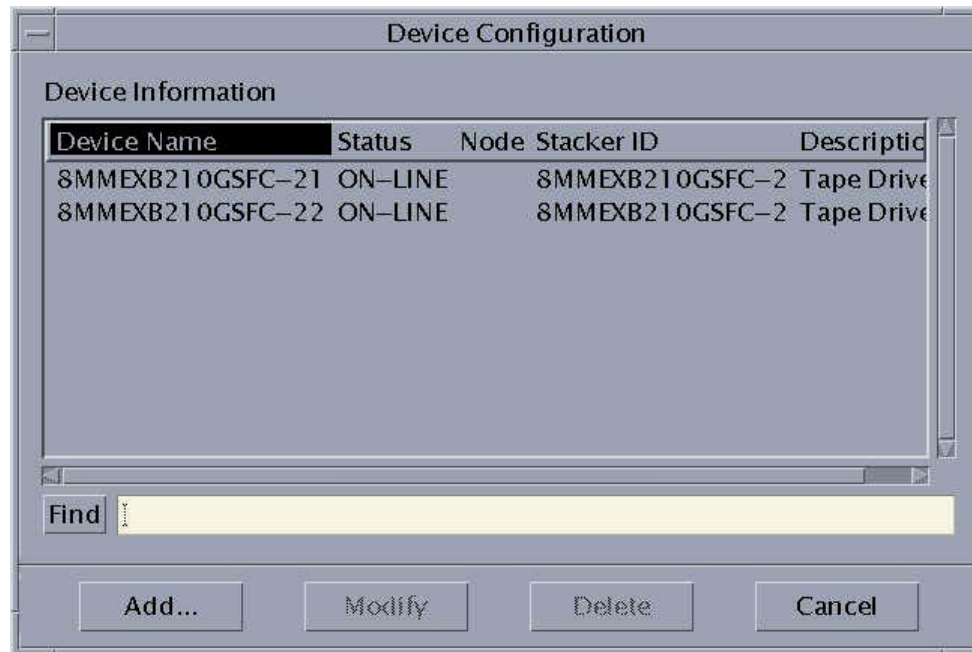 Device Configuration
Device Information
Device Name Status Node Stacker ID Descriptio
8MMEXB210GSFC–21 ON–LINE 8MMEXB210GSFC–2 Tape Drive
8MMEXB210GSFC–22 ON–LINE 8MMEXB210GSFC–2 Tape Drive
Find
Add... Modify Delete Cancel